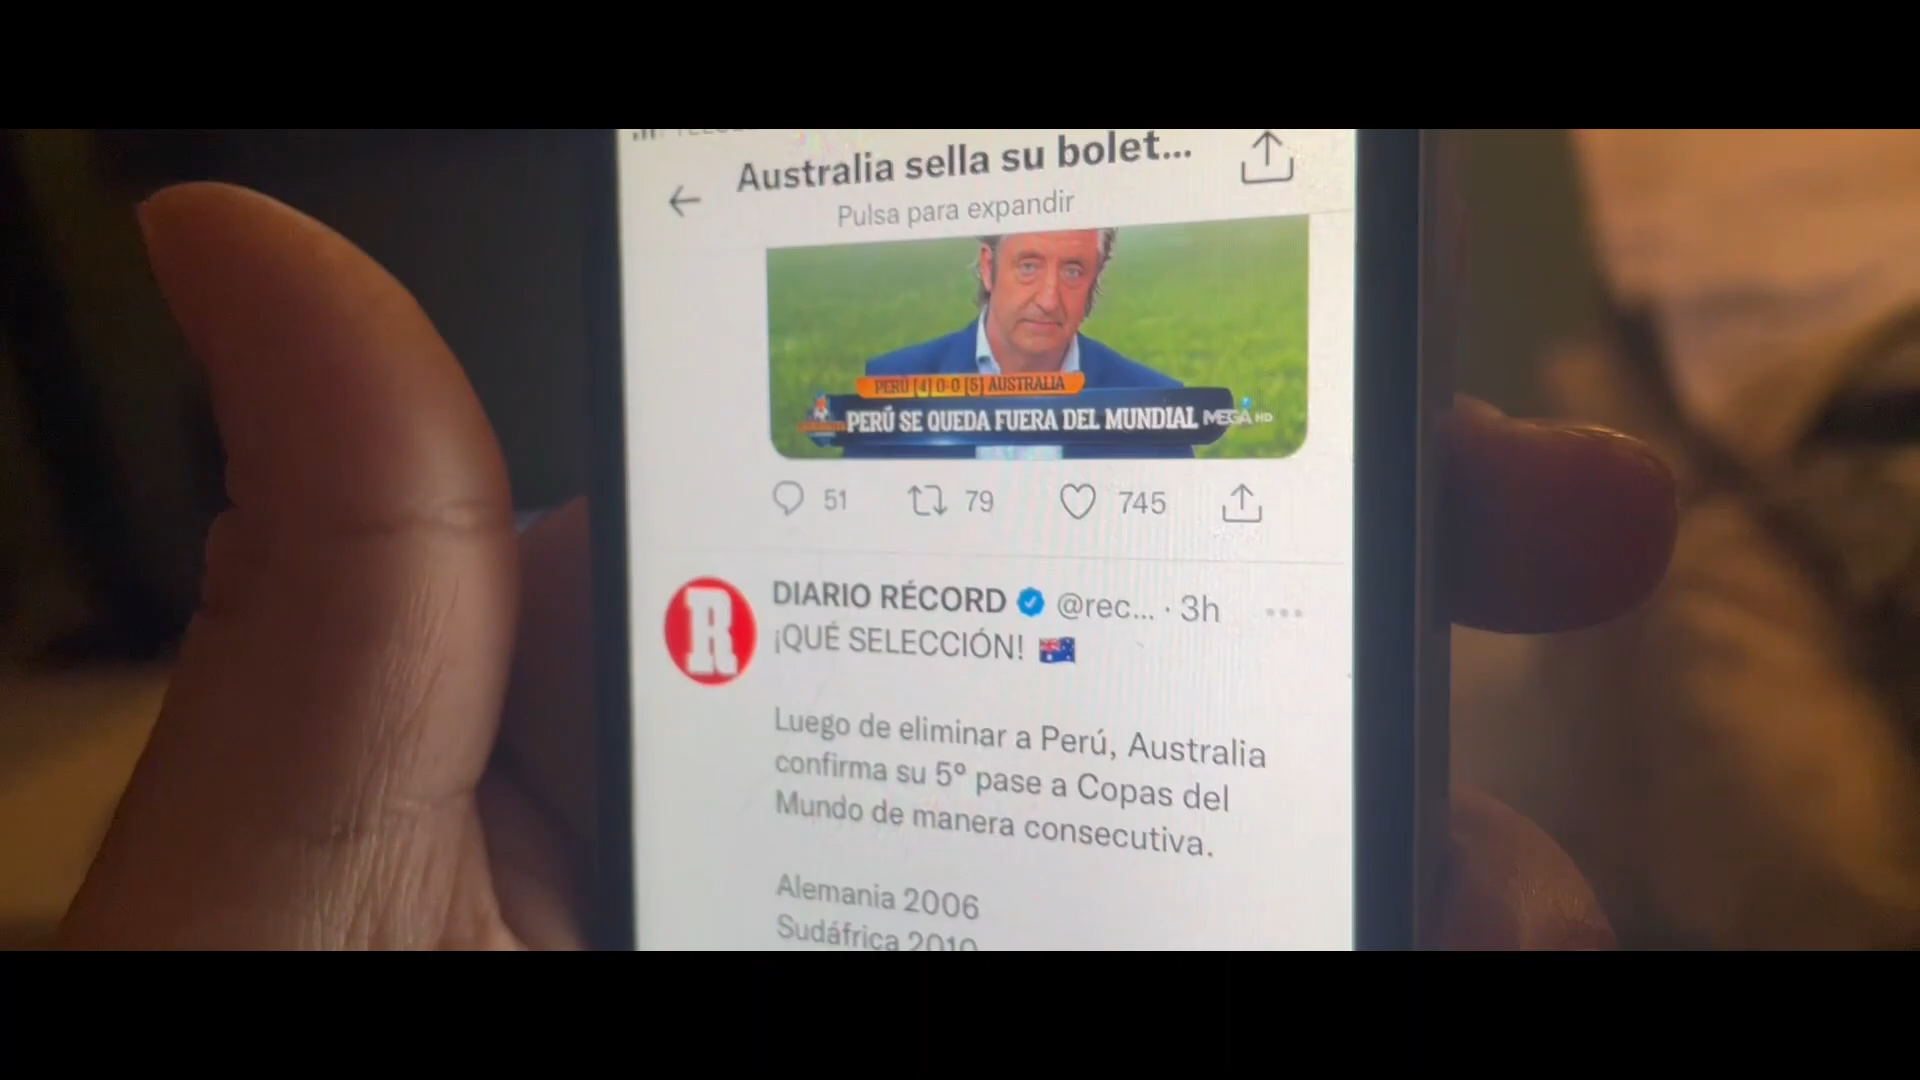 Australia sella su bolet...
Pulsa para expandir
PERÚ [4] 0:0 [5] AUSTRALIA
PERÚ SE QUEDA FUERA DEL MUNDIAL MEGA HD
51 79 745
DIARIO RÉCORD @rec... · 3h
¡QUÉ SELECCIÓN!
Luego de eliminar a Perú, Australia
confirma su 5º pase a Copas del
Mundo de manera consecutiva.
Alemania 2006
Sudáfrica 2010